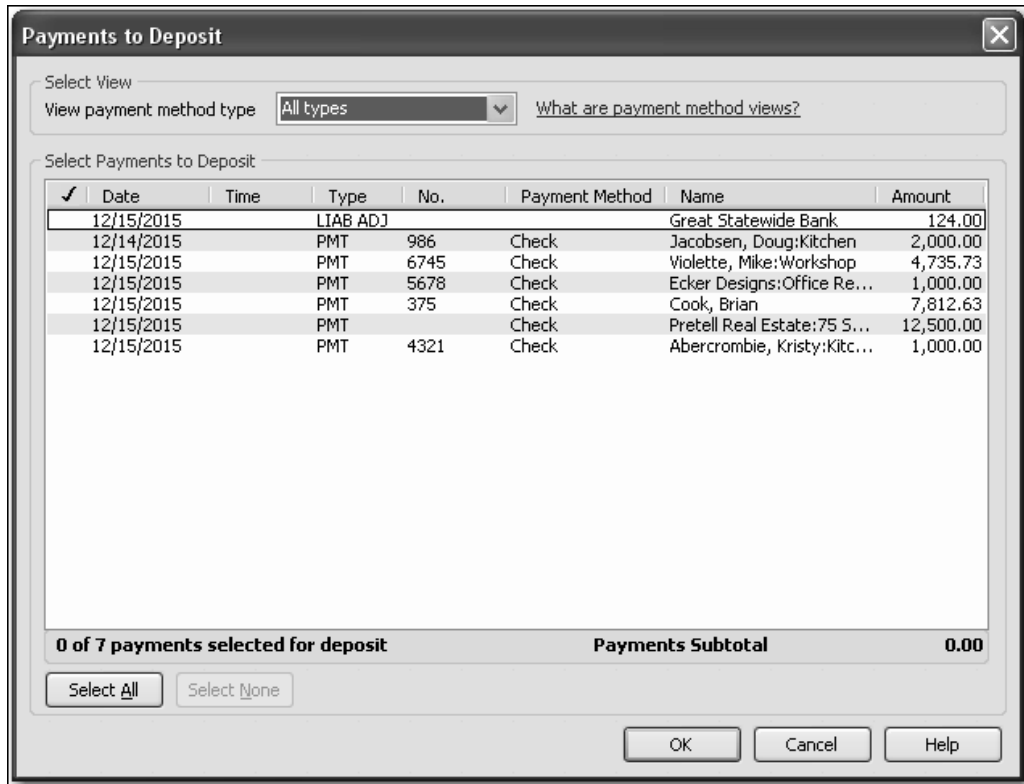 Payments to Deposit
Select View
View payment method type All types What are payment method views?
Select Payments to Deposit
✓ Date Time Type No. Payment Method Name Amount
12/15/2015 LIAB ADJ Great Statewide Bank 124.00
12/14/2015 PMT 986 Check Jacobsen, Doug:Kitchen 2,000.00
12/15/2015 PMT 6745 Check Violette, Mike:Workshop 4,735.73
12/15/2015 PMT 5678 Check Ecker Designs:Office Re... 1,000.00
12/15/2015 PMT 375 Check Cook, Brian 7,812.63
12/15/2015 PMT Check Pretell Real Estate:75 S... 12,500.00
12/15/2015 PMT 4321 Check Abercrombie, Kristy:Kitc... 1,000.00
0 of 7 payments selected for deposit Payments Subtotal 0.00
Select All Select None
OK Cancel Help